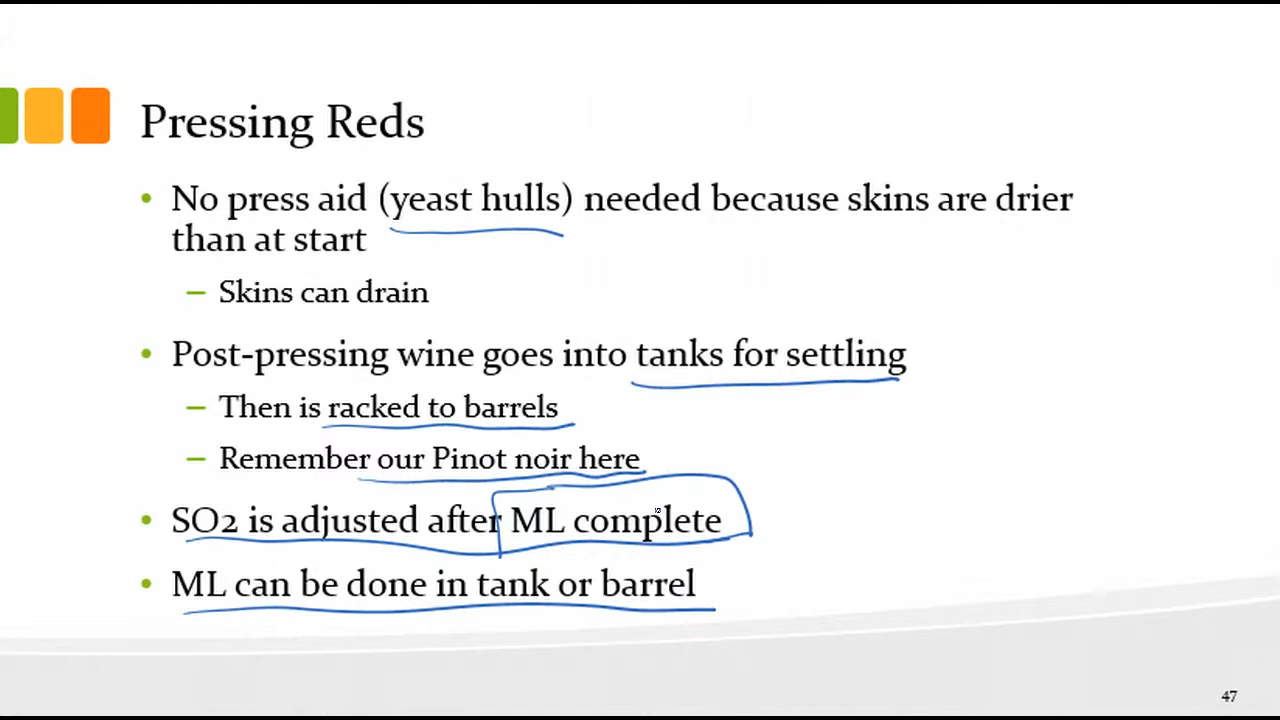 Pressing Reds
• No press aid (yeast hulls) needed because skins are drier
than at start
– Skins can drain
• Post-pressing wine goes into tanks for settling
– Then is racked to barrels
– Remember our Pinot noir here
• SO2 is adjusted after ML complete
• ML can be done in tank or barrel
47